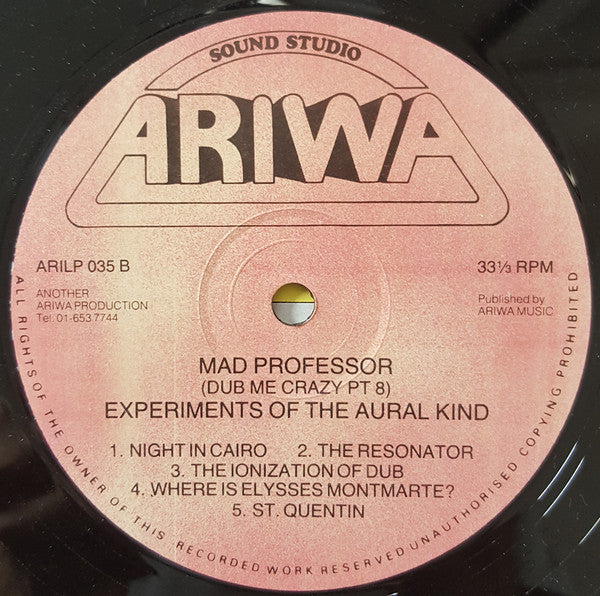 SOUND STUDIO
ARIWA
ARILP 035 B
33⅓ RPM
ANOTHER
ARIWA PRODUCTION
Tel: 01-653 7744
Published by
ARIWA MUSIC
MAD PROFESSOR
(DUB ME CRAZY PT 8)
EXPERIMENTS OF THE AURAL KIND
1. NIGHT IN CAIRO 2. THE RESONATOR
3. THE IONIZATION OF DUB
4. WHERE IS ELYSSES MONTMARTE?
5. ST. QUENTIN
ALL RIGHTS OF THE OWNER OF THIS RECORDED WORK RESERVED UNAUTHORISED COPYING PROHIBITED